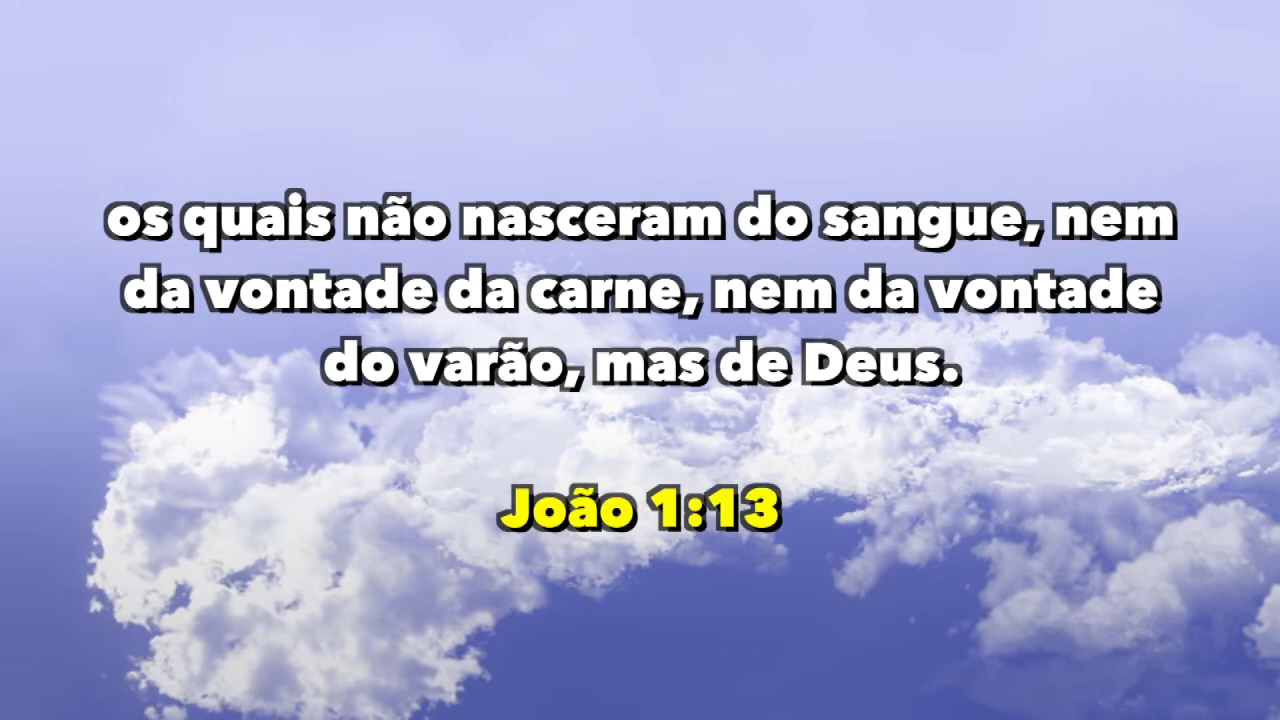 os quais não nasceram do sangue, nem
da vontade da carne, nem da vontade
do varão, mas de Deus.
João 1:13